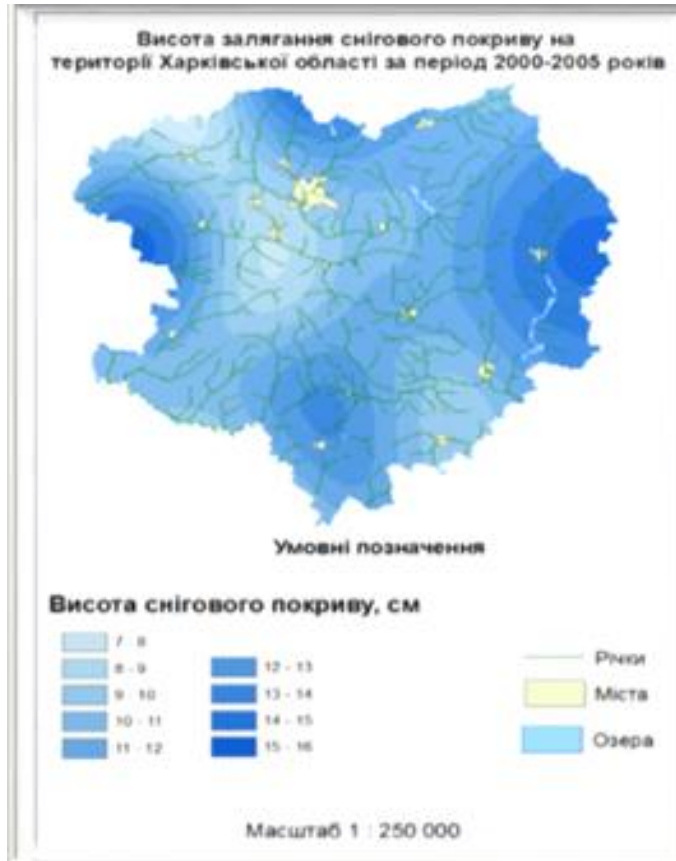 Висота залягання снігового покриву на
території Харківської області за період 2000-2005 років
Умовні позначення
Висота снігового покриву, см
7 - 8
8 - 9
9 - 10
10 - 11
11 - 12
12 - 13
13 - 14
14 - 15
15 - 16
Річки
Міста
Озера
Масштаб 1 : 250 000